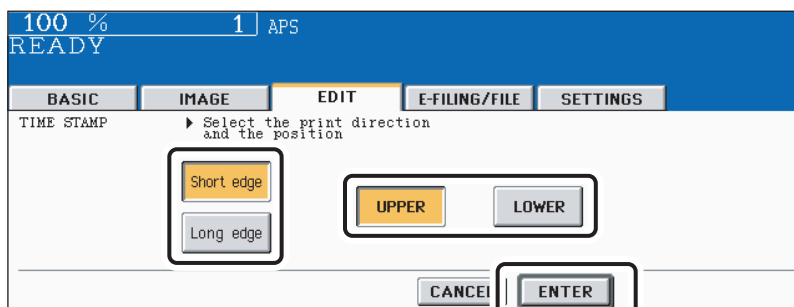 100 % 1 APS
READY
BASIC IMAGE EDIT E-FILING/FILE SETTINGS
TIME STAMP ▶ Select the print direction
and the position
Short edge
UPPER LOWER
Long edge
CANCEL ENTER